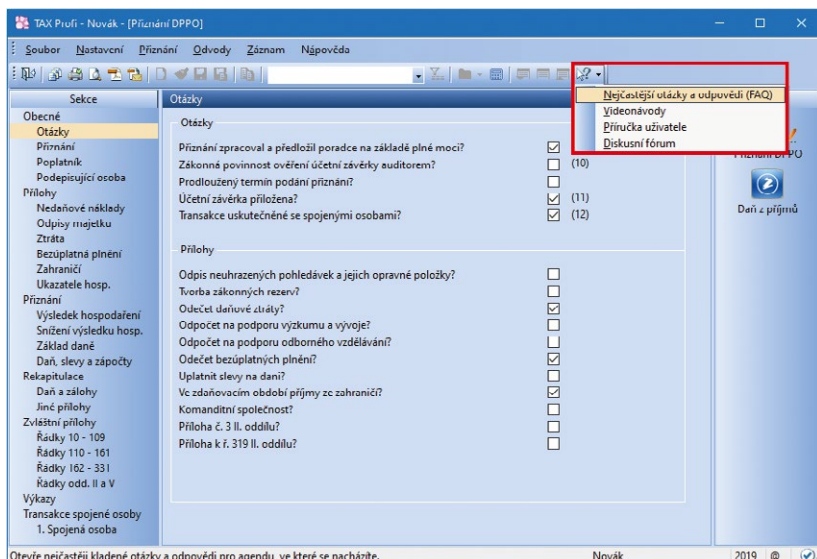 TAX Profi - Novák - [Přiznání DPPO]
Soubor Nastavení Přiznání Odvody Záznam Nápověda
Nejčastější otázky a odpovědi (FAQ)
Videonávody
Příručka uživatele
Diskusní fórum
Sekce
Obecné
Otázky
Přiznání
Poplatník
Podepisující osoba
Přílohy
Nedaňové náklady
Odpisy majetku
Ztráta
Bezúplatná plnění
Zahraničí
Ukazatele hosp.
Přiznání
Výsledek hospodaření
Snížení výsledku hosp.
Základ daně
Daň, slevy a zápočty
Rekapitulace
Daň a zálohy
Jiné přílohy
Zvláštní přílohy
Řádky 10 - 109
Řádky 110 - 161
Řádky 162 - 331
Řádky odd. II a V
Výkazy
Transakce spojené osoby
1. Spojená osoba
Otázky
Otázky
Přiznání zpracoval a předložil poradce na základě plné moci?
Zákonná povinnost ověření účetní závěrky auditorem? (10)
Prodloužený termín podání přiznání?
Účetní závěrka přiložena? (11)
Transakce uskutečněné se spojenými osobami? (12)
Přílohy
Odpis neuhrazených pohledávek a jejich opravné položky?
Tvorba zákonných rezerv?
Odečet daňové ztráty?
Odpočet na podporu výzkumu a vývoje?
Odpočet na podporu odborného vzdělávání?
Odečet bezúplatných plnění?
Uplatnit slevy na dani?
Ve zdaňovacím období příjmy ze zahraničí?
Komanditní společnost?
Příloha č. 3 II. oddílu?
Příloha k ř. 319 II. oddílu?
Přiznání DPPO
Daň z příjmů
Otevře nejčastěji kladené otázky a odpovědi pro agendu, ve které se nacházíte. Novák 2019 @